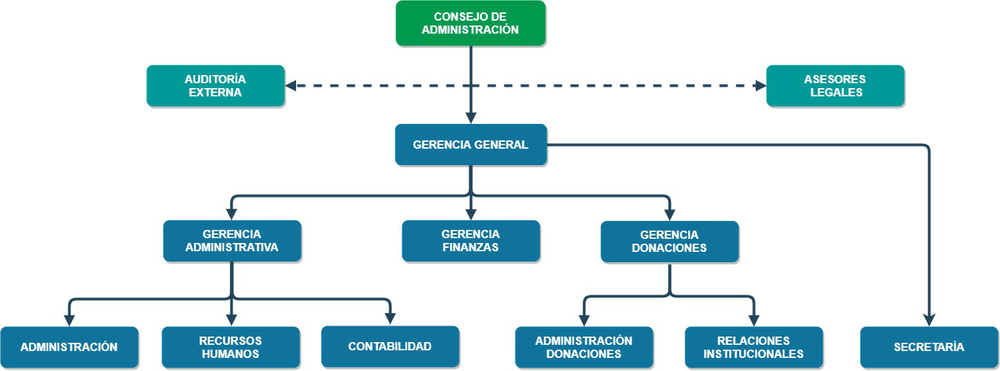 CONSEJO DE
ADMINISTRACIÓN
AUDITORÍA
EXTERNA
ASESORES
LEGALES
GERENCIA GENERAL
GERENCIA
ADMINISTRATIVA
GERENCIA
FINANZAS
GERENCIA
DONACIONES
ADMINISTRACIÓN
RECURSOS
HUMANOS
CONTABILIDAD
ADMINISTRACIÓN
DONACIONES
RELACIONES
INSTITUCIONALES
SECRETARÍA